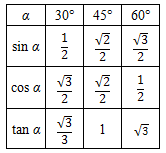 α 30° 45° 60°
sin α 1/2 √2/2 √3/2
cos α √3/2 √2/2 1/2
tan α √3/3 1 √3